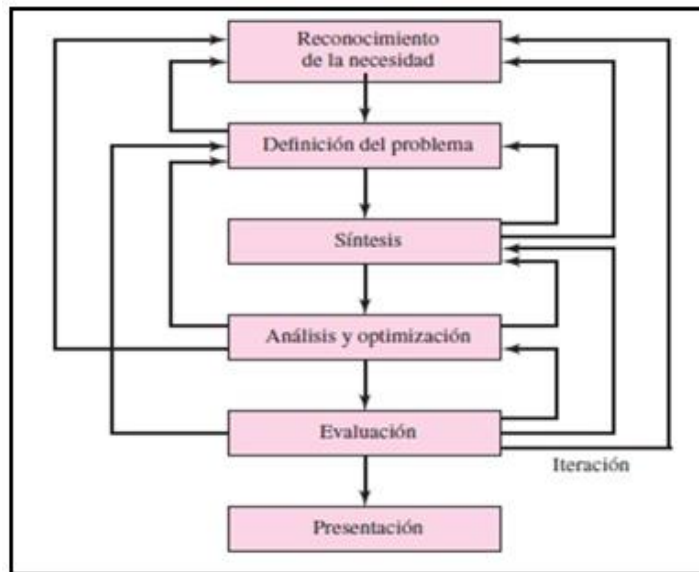 Reconocimiento
de la necesidad
Definición del problema
Síntesis
Análisis y optimización
Evaluación
Iteración
Presentación